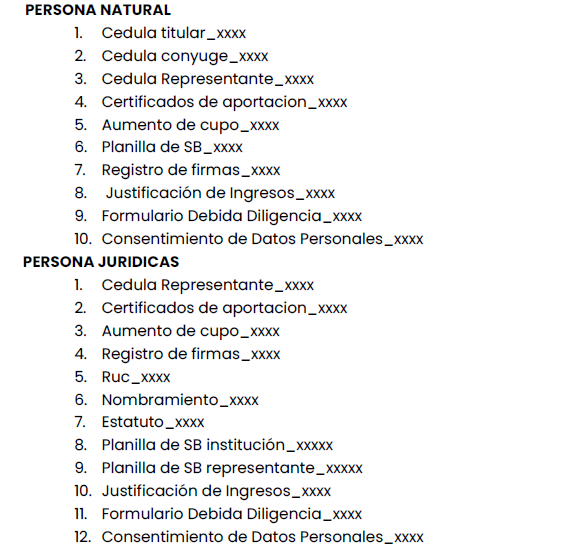 PERSONA NATURAL
1. Cedula titular_xxxx
2. Cedula conyuge_xxxx
3. Cedula Representante_xxxx
4. Certificados de aportacion_xxxx
5. Aumento de cupo_xxxx
6. Planilla de SB_xxxx
7. Registro de firmas_xxxx
8. Justificación de Ingresos_xxxx
9. Formulario Debida Diligencia_xxxx
10. Consentimiento de Datos Personales_xxxx
PERSONA JURIDICAS
1. Cedula Representante_xxxx
2. Certificados de aportacion_xxxx
3. Aumento de cupo_xxxx
4. Registro de firmas_xxxx
5. Ruc_xxxx
6. Nombramiento_xxxx
7. Estatuto_xxxx
8. Planilla de SB institución_xxxxx
9. Planilla de SB representante_xxxxx
10. Justificación de Ingresos_xxxx
11. Formulario Debida Diligencia_xxxx
12. Consentimiento de Datos Personales_xxxx